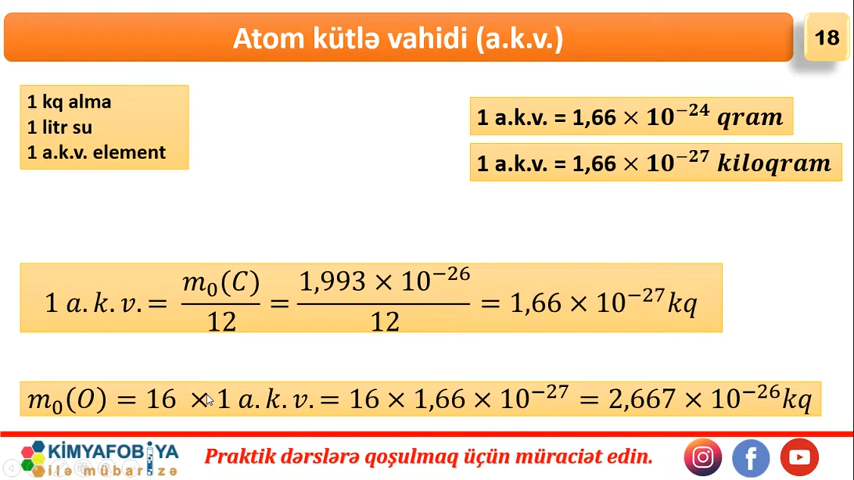 Atom kütlə vahidi (a.k.v.)
18
1 kq alma
1 litr su
1 a.k.v. element
1 a.k.v. = 1,66 × 10⁻²⁴ qram
1 a.k.v. = 1,66 × 10⁻²⁷ kiloqram
1 a.k.v. = m₀(C)/12 = 1,993 × 10⁻²⁶/12 = 1,66 × 10⁻²⁷kq
m₀(O) = 16 × 1 a.k.v. = 16 × 1,66 × 10⁻²⁷ = 2,667 × 10⁻²⁶kq
KİMYAFOBİYA
ilə mübarizə
Praktik dərslərə qoşulmaq üçün müraciət edin.